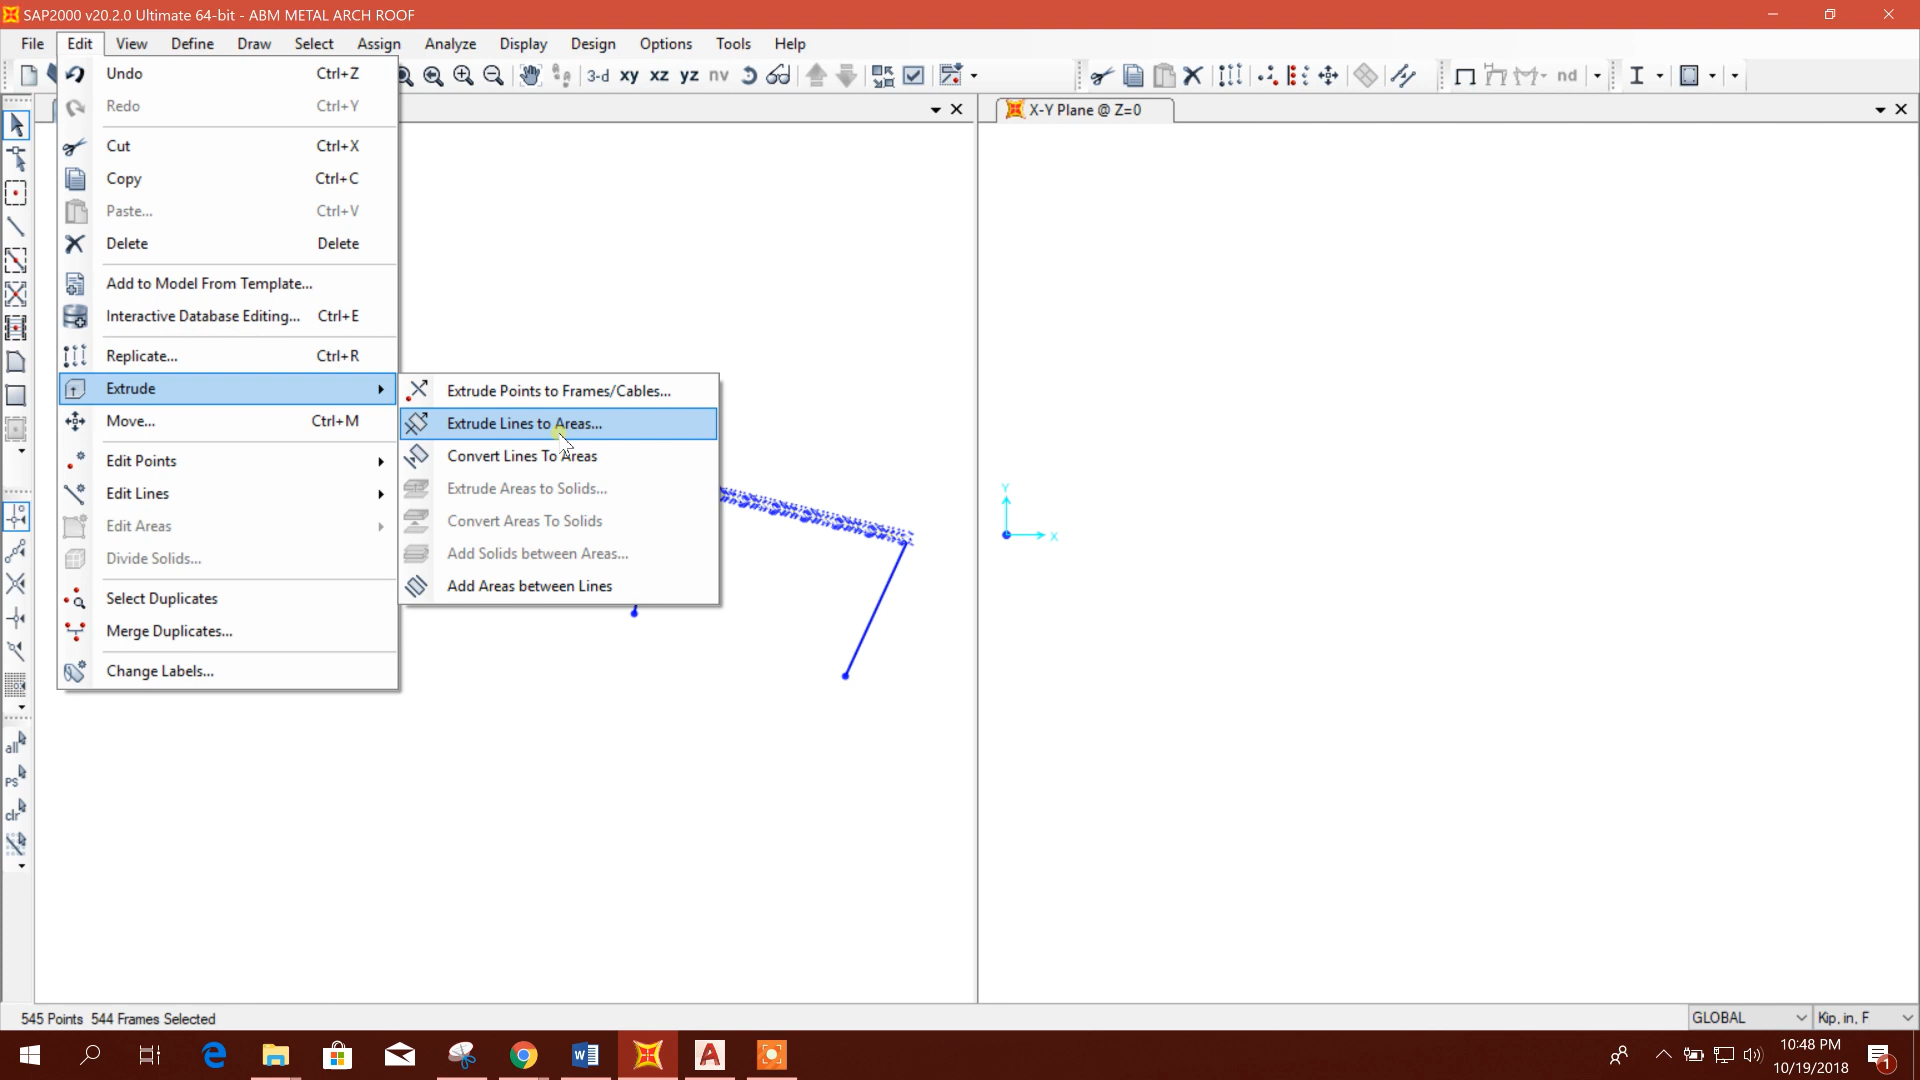 SAP2000 v20.2.0 Ultimate 64-bit - ABM METAL ARCH ROOF
File Edit View Define Draw Select Assign Analyze Display Design Options Tools Help
3-d xy xz yz nv nd
Undo Ctrl+Z
Redo Ctrl+Y
Cut Ctrl+X
Copy Ctrl+C
Paste... Ctrl+V
Delete Delete
Add to Model From Template...
Interactive Database Editing... Ctrl+E
Replicate... Ctrl+R
Extrude
Move... Ctrl+M
Edit Points
Edit Lines
Edit Areas
Divide Solids...
Select Duplicates
Merge Duplicates...
Change Labels...
Extrude Points to Frames/Cables...
Extrude Lines to Areas...
Convert Lines To Areas
Extrude Areas to Solids...
Convert Areas To Solids
Add Solids between Areas...
Add Areas between Lines
X-Y Plane @ Z=0
Y
X
all
PS
clr
545 Points 544 Frames Selected
GLOBAL
Kip, in, F
10:48 PM
10/19/2018
1